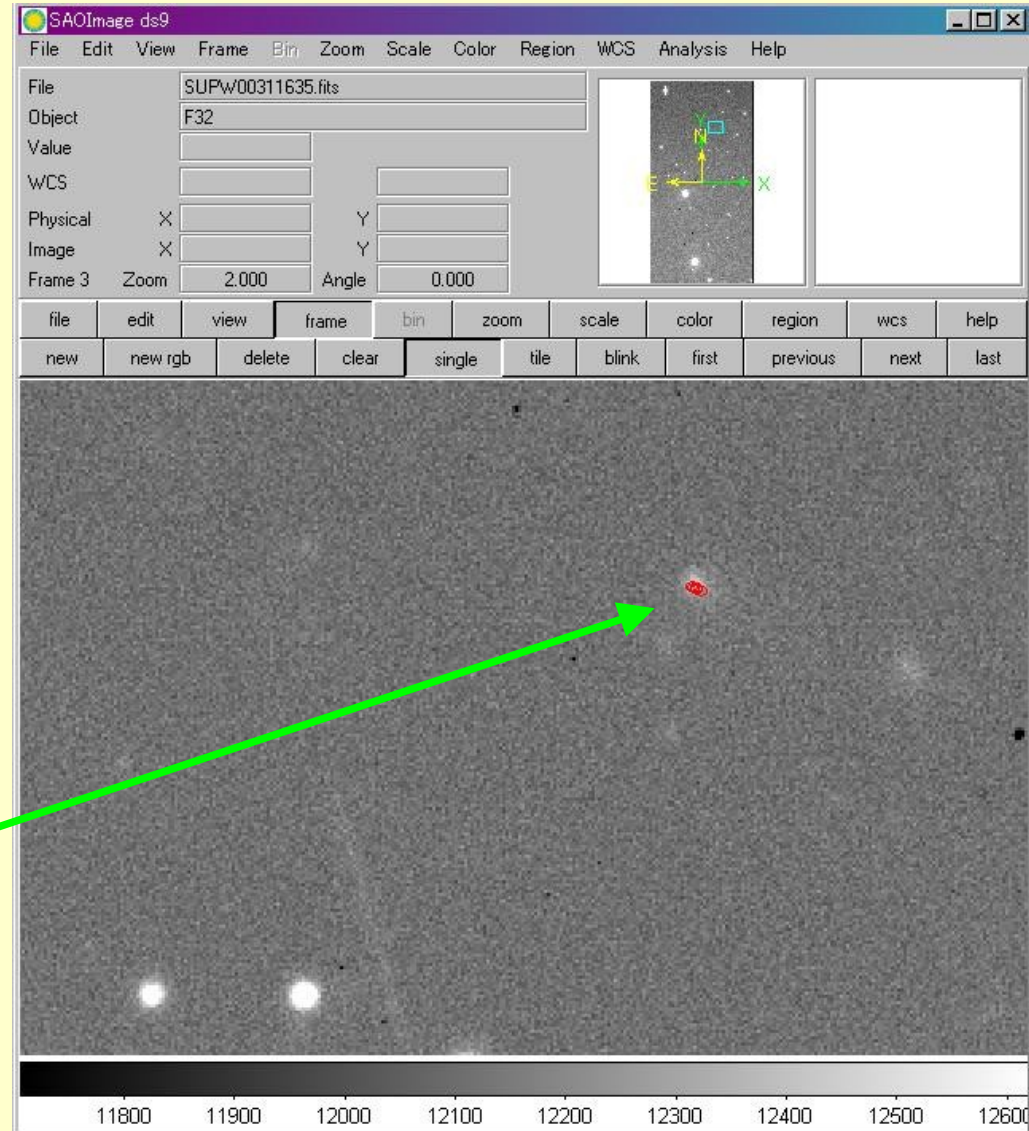 SAOImage ds9
File Edit View Frame Bin Zoom Scale Color Region WCS Analysis Help
File SUPW00311635.fits
Object F32
Value
WCS
Physical X Y
Image X Y
Frame 3 Zoom 2.000 Angle 0.000
Y
N
E X
file edit view frame bin zoom scale color region wcs help
new new rgb delete clear single tile blink first previous next last
11800 11900 12000 12100 12200 12300 12400 12500 12600